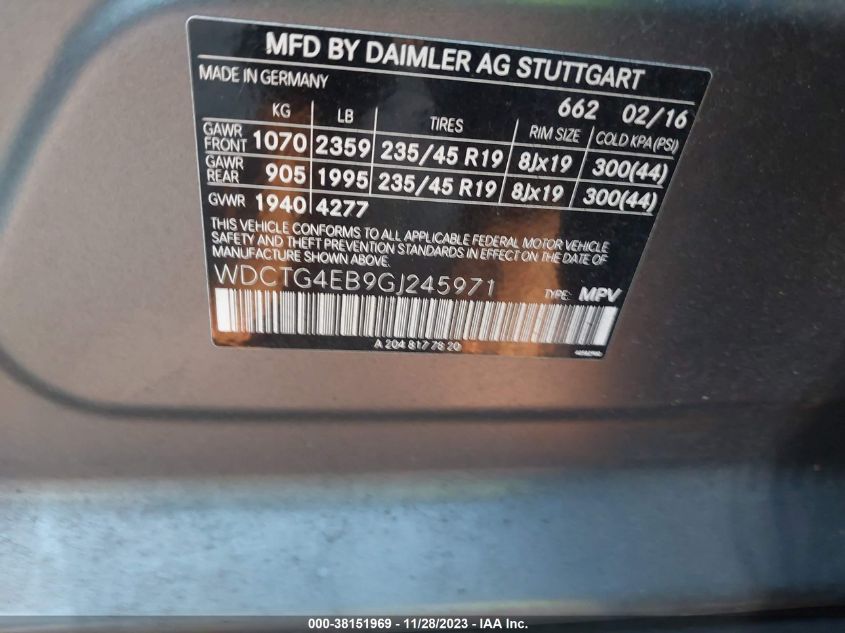 MFD BY DAIMLER AG STUTTGART
MADE IN GERMANY 662 02/16
KG LB TIRES RIM SIZE COLD KPA(PSI)
GAWR FRONT 1070 2359 235/45 R19 8Jx19 300(44)
GAWR REAR 905 1995 235/45 R19 8Jx19 300(44)
GVWR 1940 4277
THIS VEHICLE CONFORMS TO ALL APPLICABLE FEDERAL MOTOR VEHICLE
SAFETY AND THEFT PREVENTION STANDARDS IN EFFECT ON THE DATE OF
MANUFACTURE SHOWN ABOVE.
WDCTG4EB9GJ245971 TYPE: MPV
A 204 817 78 20
000-38151969 | 11/28/2023 – IAA Inc.